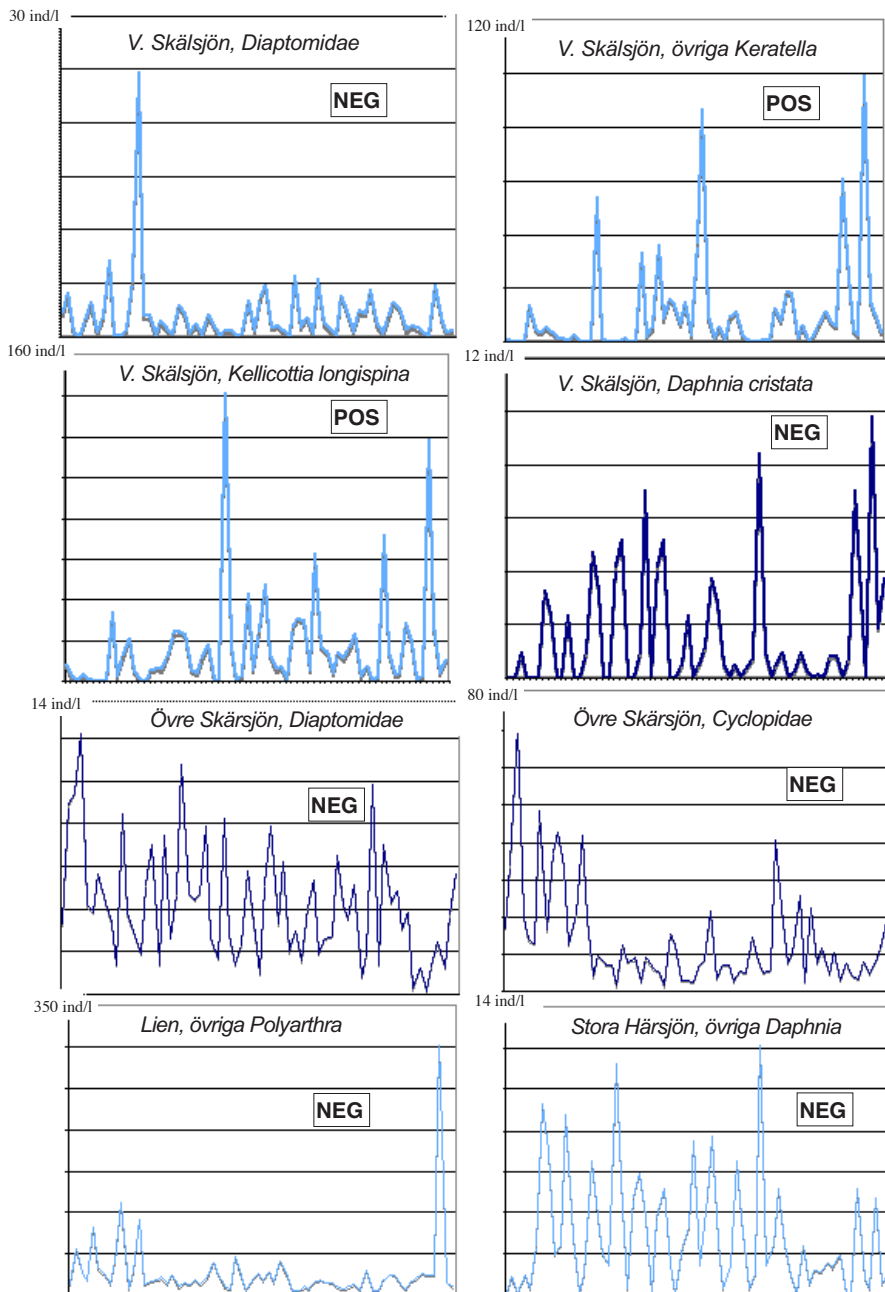 30 ind/l
V. Skälsjön, Diaptomidae
NEG
120 ind/l
V. Skälsjön, övriga Keratella
POS
160 ind/l
V. Skälsjön, Kellicottia longispina
POS
12 ind/l
V. Skälsjön, Daphnia cristata
NEG
14 ind/l
Övre Skärsjön, Diaptomidae
NEG
80 ind/l
Övre Skärsjön, Cyclopidae
NEG
350 ind/l
Lien, övriga Polyarthra
NEG
14 ind/l
Stora Härsjön, övriga Daphnia
NEG